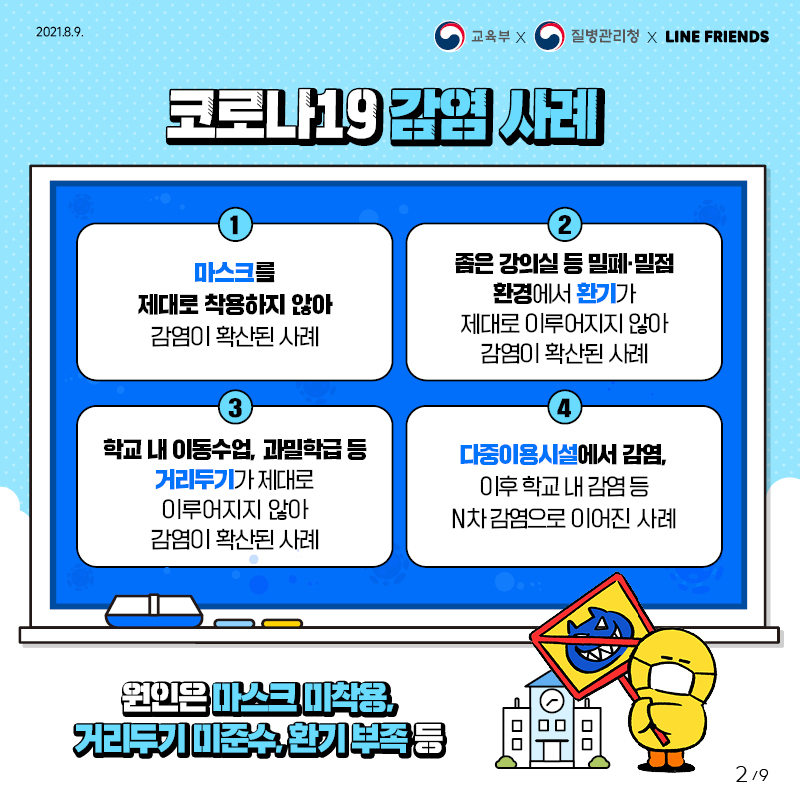 2021.8.9.
교육부 X 질병관리청 X LINE FRIENDS
코로나19 감염 사례
1
마스크를
제대로 착용하지 않아
감염이 확산된 사례
2
좁은 강의실 등 밀폐·밀접
환경에서 환기가
제대로 이루어지지 않아
감염이 확산된 사례
3
학교 내 이동수업, 과밀학급 등
거리두기가 제대로
이루어지지 않아
감염이 확산된 사례
4
다중이용시설에서 감염,
이후 학교 내 감염 등
N차 감염으로 이어진 사례
원인은 마스크 미착용,
거리두기 미준수, 환기 부족 등
2 /9